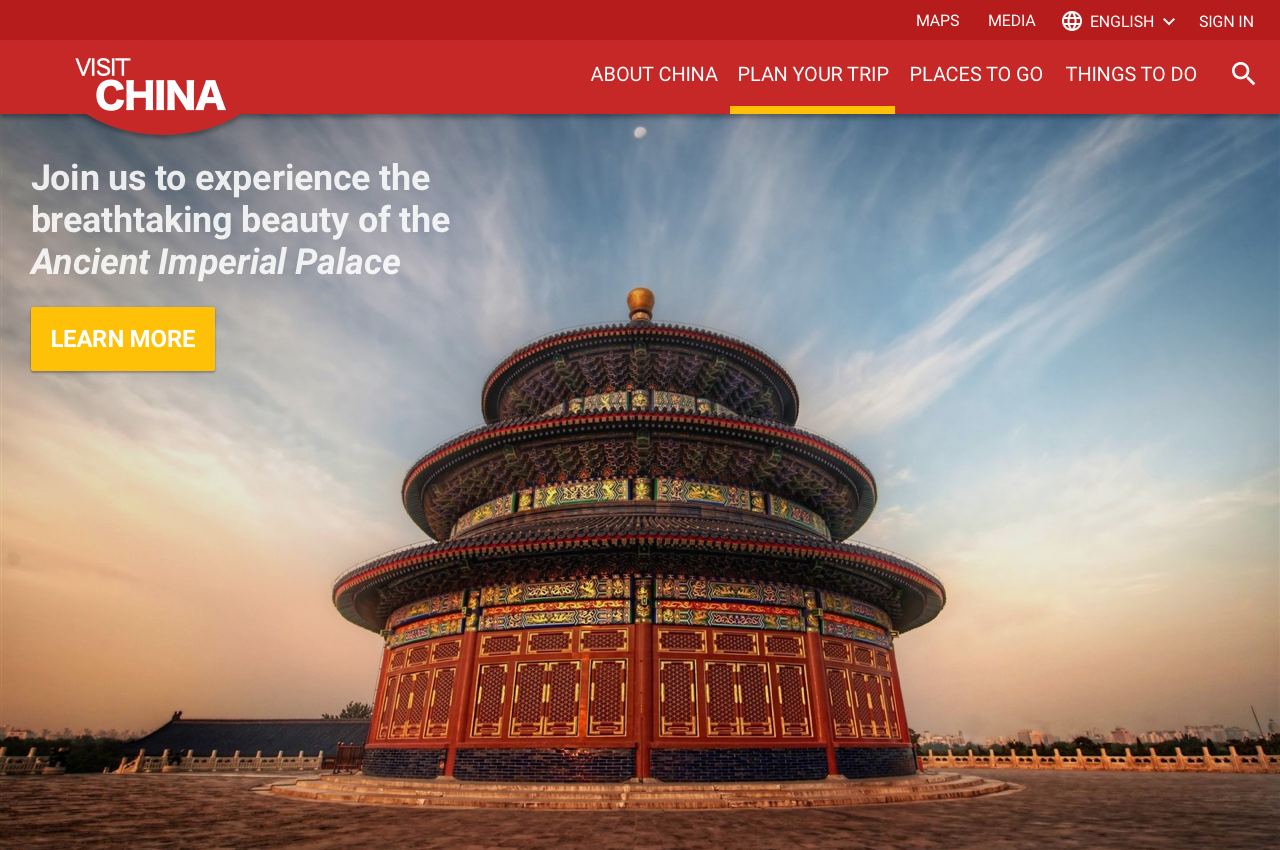 MAPS MEDIA ENGLISH SIGN IN
VISIT
CHINA
ABOUT CHINA PLAN YOUR TRIP PLACES TO GO THINGS TO DO
Join us to experience the
breathtaking beauty of the
Ancient Imperial Palace
LEARN MORE